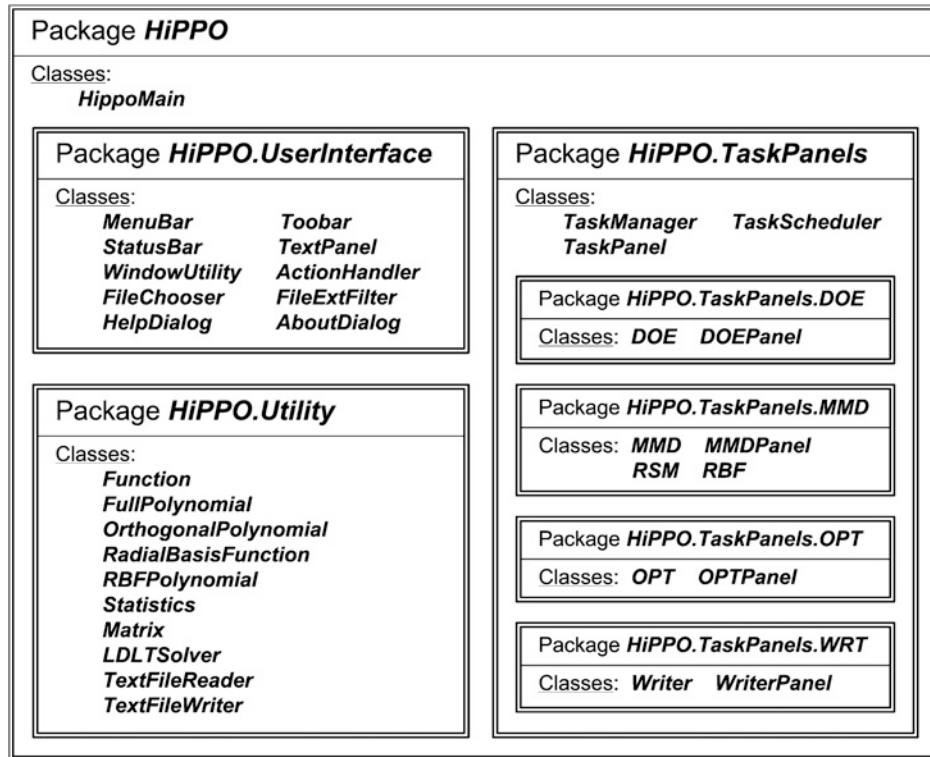 Package HiPPO
Classes:
HippoMain
Package HiPPO.UserInterface
Classes:
MenuBar Toobar
StatusBar TextPanel
WindowUtility ActionHandler
FileChooser FileExtFilter
HelpDialog AboutDialog
Package HiPPO.Utility
Classes:
Function
FullPolynomial
OrthogonalPolynomial
RadialBasisFunction
RBFPolynomial
Statistics
Matrix
LDLTSolver
TextFileReader
TextFileWriter
Package HiPPO.TaskPanels
Classes:
TaskManager TaskScheduler
TaskPanel
Package HiPPO.TaskPanels.DOE
Classes: DOE DOEPanel
Package HiPPO.TaskPanels.MMD
Classes: MMD MMDPanel
RSM RBF
Package HiPPO.TaskPanels.OPT
Classes: OPT OPTPanel
Package HiPPO.TaskPanels.WRT
Classes: Writer WriterPanel